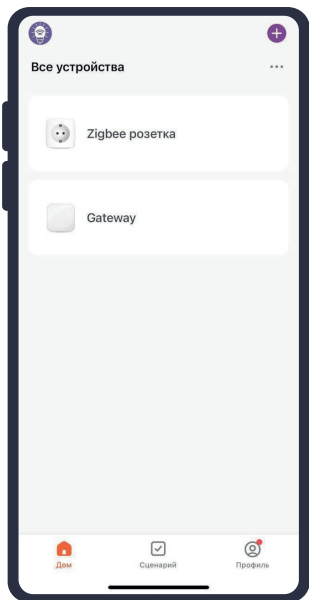 Все устройства
Zigbee розетка
Gateway
Дом
Сценарий
Профиль